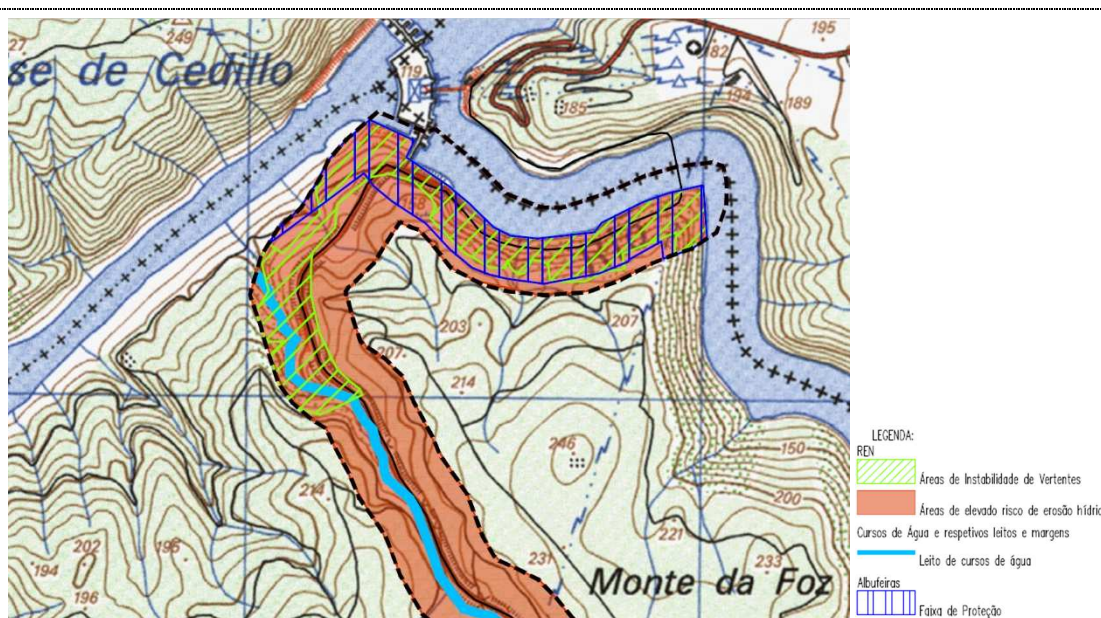 249
195
se de Cedillo
119
82
185
194
189
203
207
207
214
246
150
200
214
221
202
195
231
233
194
Monte da Foz
196
LEGENDA:
REN
Áreas de Instabilidade de Vertentes
Áreas de elevado risco de erosão hídric
Cursos de Água e respetivos leitos e margens
Leito de cursos de água
Albufeiras
Faixa de Proteção